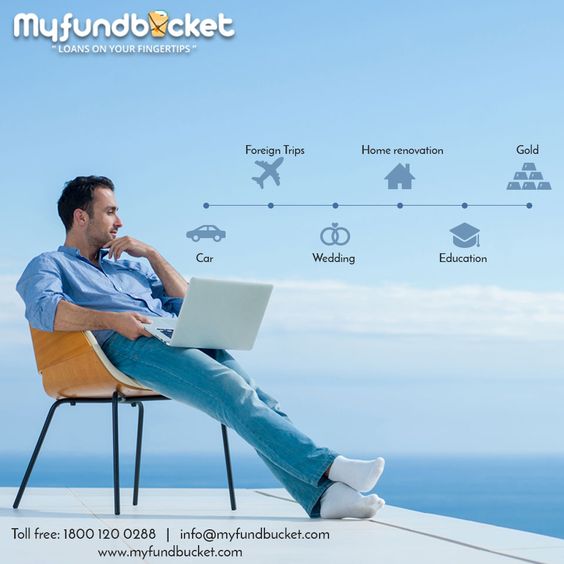 Myfundbucket
" LOANS ON YOUR FINGERTIPS "
Foreign Trips
Home renovation
Gold
Car
Wedding
Education
Toll free: 1800 120 0288 | info@myfundbucket.com
www.myfundbucket.com